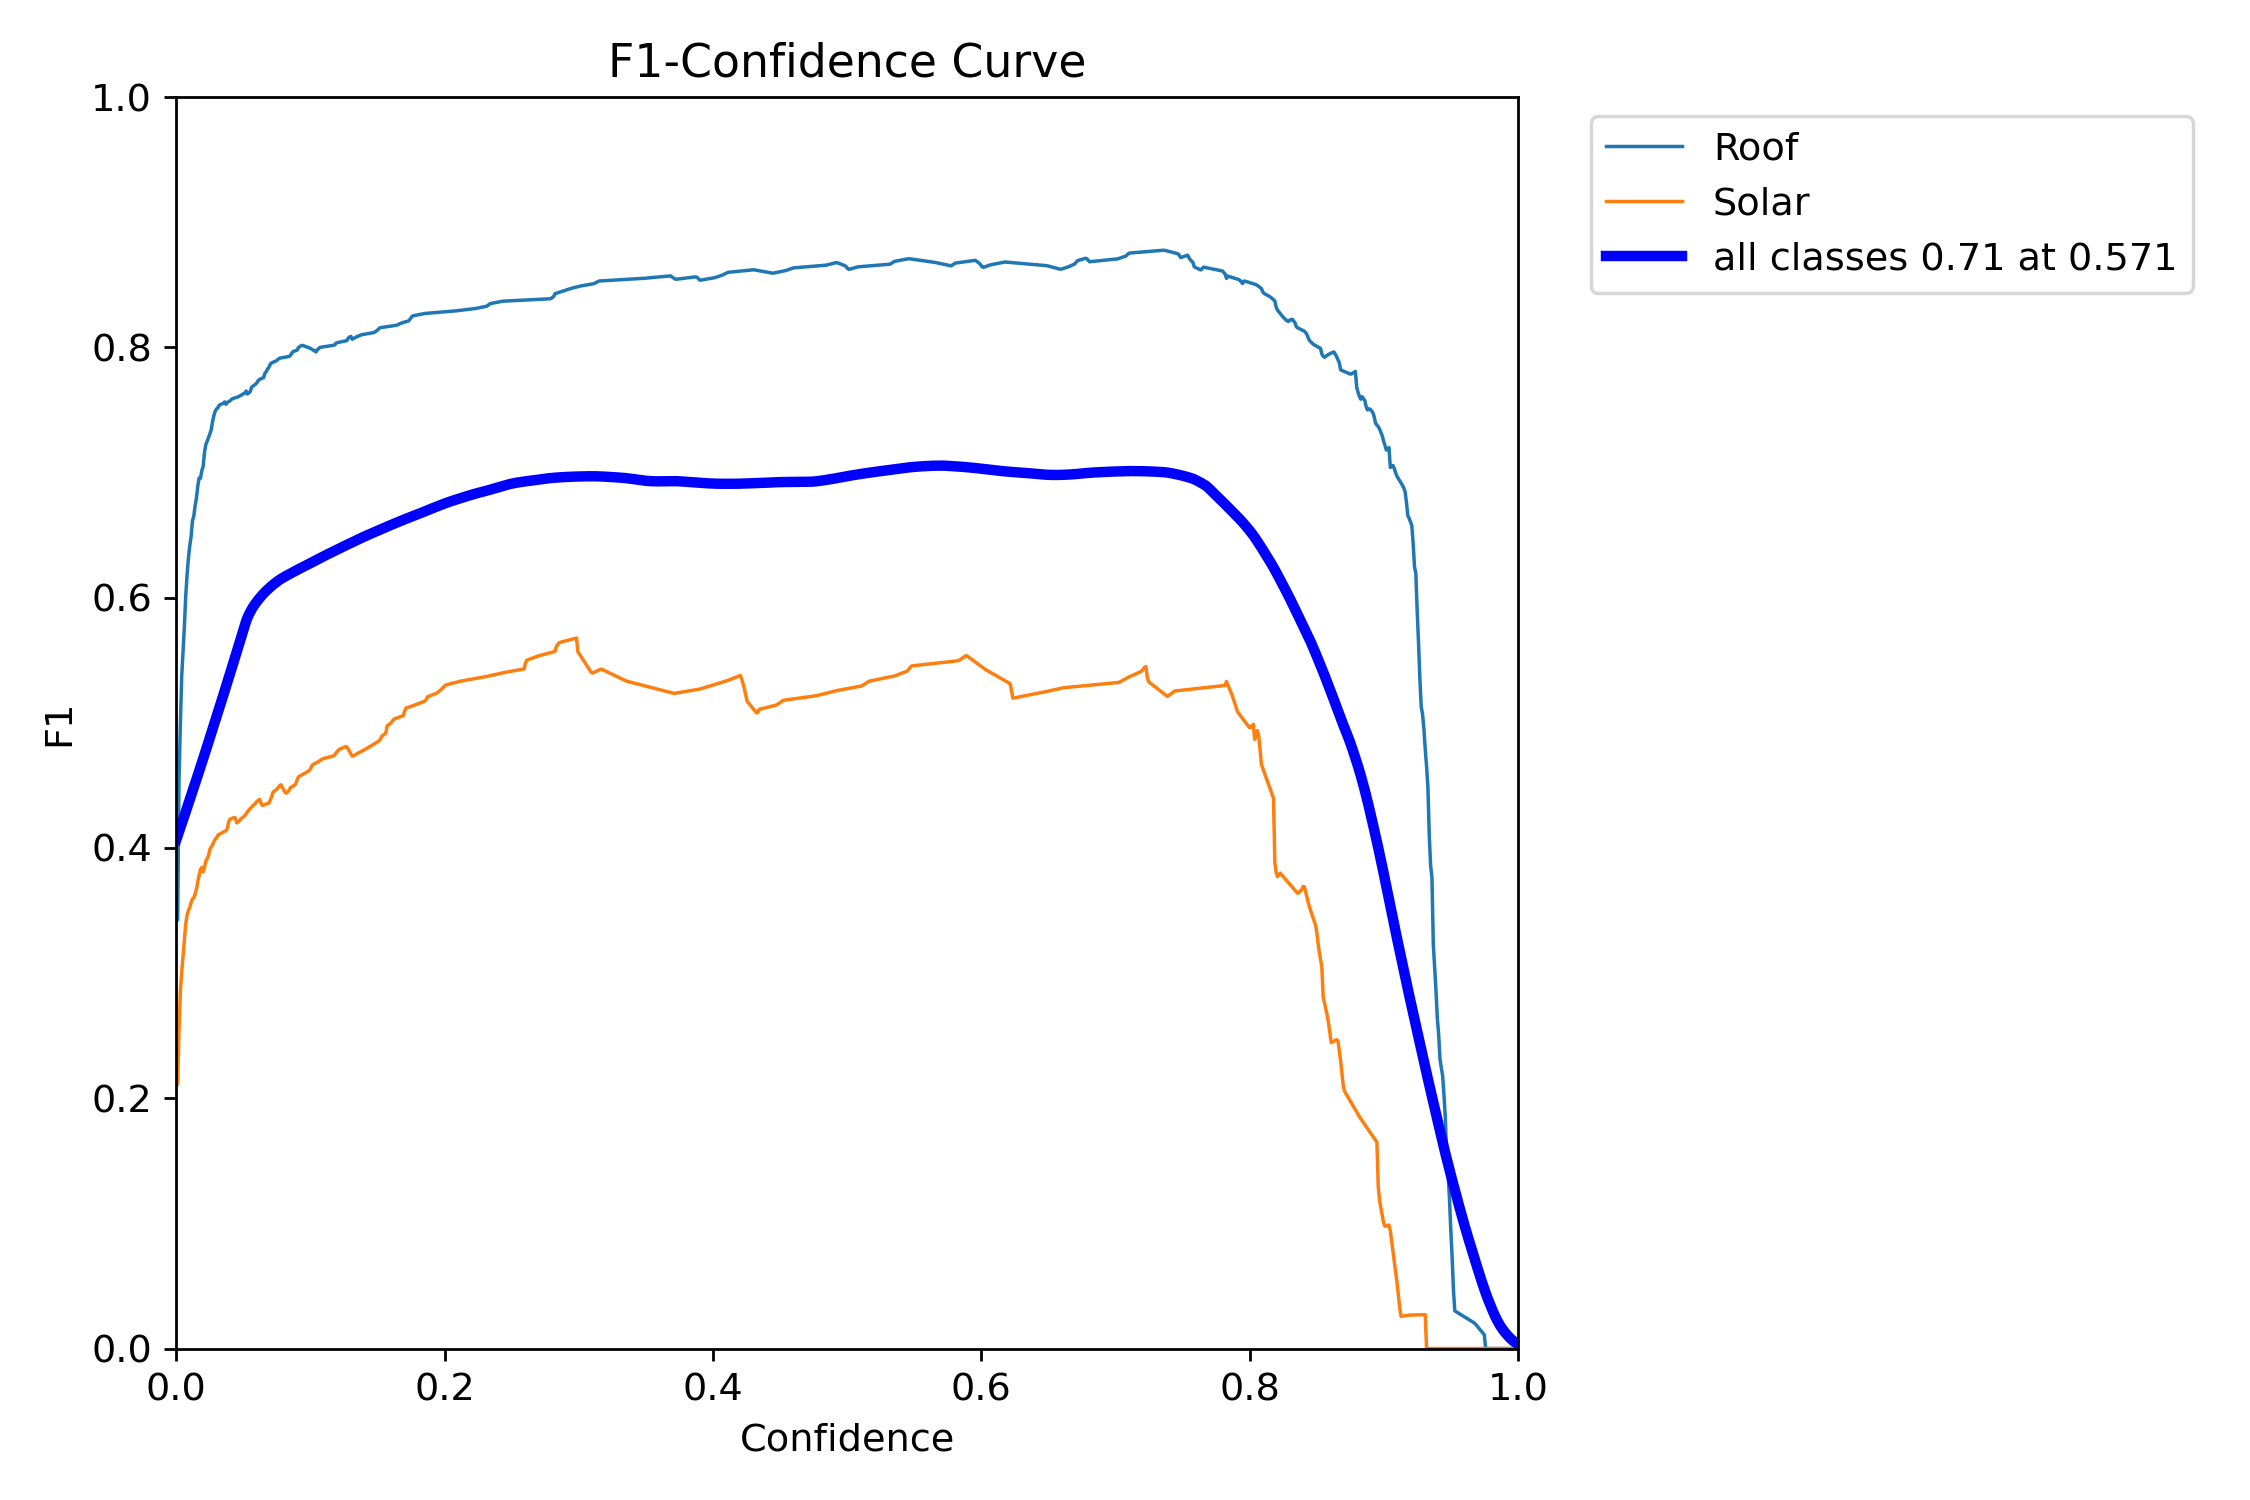 F1-Confidence Curve
1.0
0.8
0.6
0.4
0.2
0.0
F1
0.0 0.2 0.4 0.6 0.8 1.0
Confidence
Roof
Solar
all classes 0.71 at 0.571